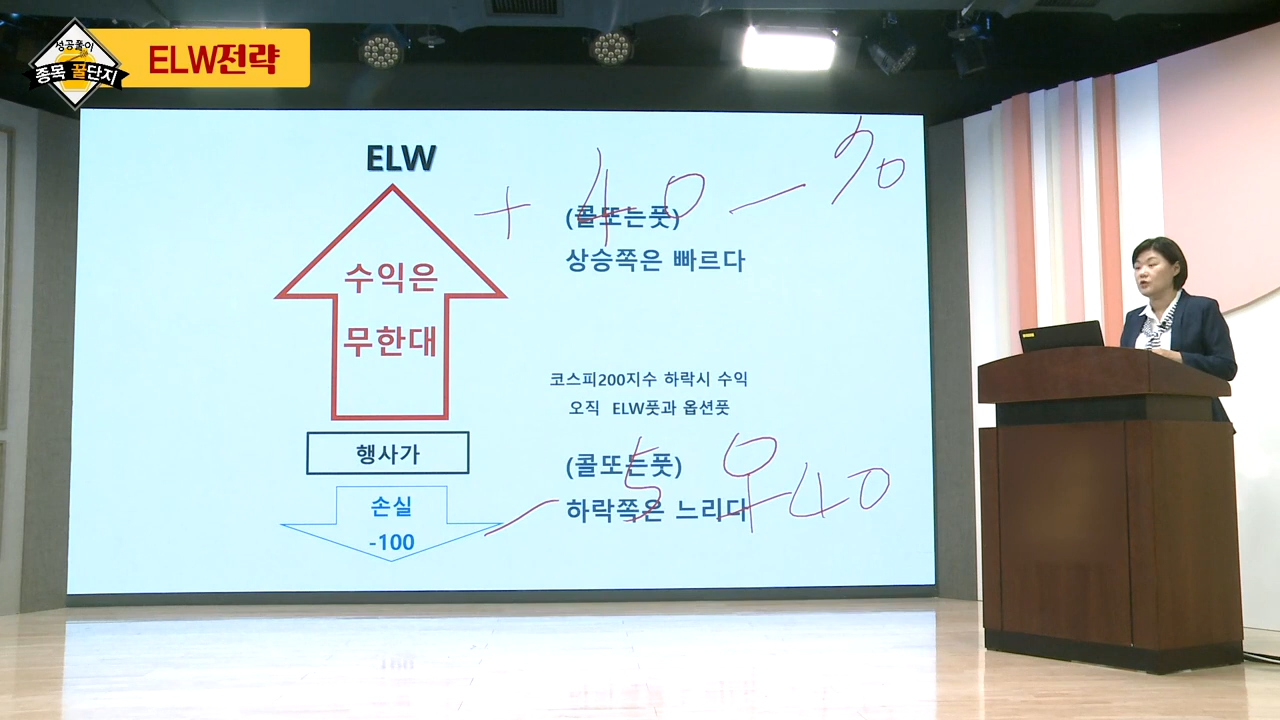 성공풀이
종목 꿀단지
ELW전략
ELW
수익은
무한대
행사가
손실
-100
+ 40 - %
(콜또는풋)
상승쪽은 빠르다
코스피200지수 하락시 수익
오직 ELW풋과 옵션풋
(콜또는풋)
하락쪽은 느리다